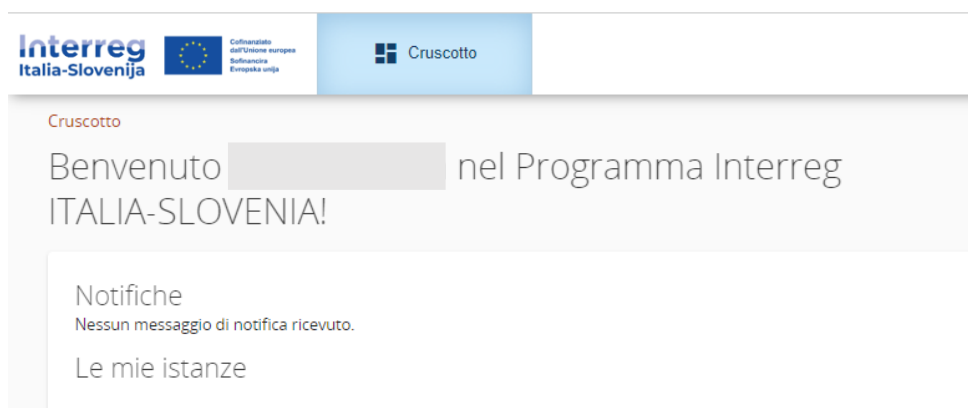 Interreg
Italia-Slovenija
Cofinanziato
dall'Unione europea
Sofinancira
Evropska unija
Cruscotto
Cruscotto
Benvenuto nel Programma Interreg
ITALIA-SLOVENIA!
Notifiche
Nessun messaggio di notifica ricevuto.
Le mie istanze